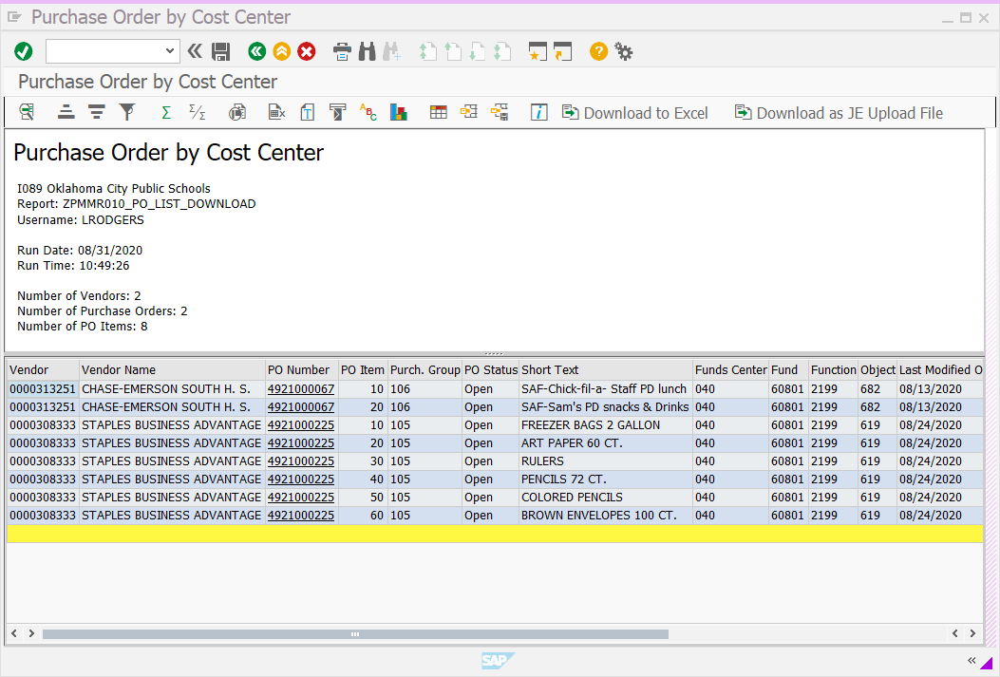 Purchase Order by Cost Center
Purchase Order by Cost Center
Download to Excel Download as JE Upload File
Purchase Order by Cost Center
I089 Oklahoma City Public Schools
Report: ZPMMR010_PO_LIST_DOWNLOAD
Username: LRODGERS
Run Date: 08/31/2020
Run Time: 10:49:26
Number of Vendors: 2
Number of Purchase Orders: 2
Number of PO Items: 8
Vendor Vendor Name PO Number PO Item Purch. Group PO Status Short Text Funds Center Fund Function Object Last Modified O
0000313251 CHASE-EMERSON SOUTH H. S. 4921000067 10 106 Open SAF-Chick-fil-a- Staff PD lunch 040 60801 2199 682 08/13/2020
0000313251 CHASE-EMERSON SOUTH H. S. 4921000067 20 106 Open SAF-Sam's PD snacks & Drinks 040 60801 2199 682 08/13/2020
0000308333 STAPLES BUSINESS ADVANTAGE 4921000225 10 105 Open FREEZER BAGS 2 GALLON 040 60801 2199 619 08/24/2020
0000308333 STAPLES BUSINESS ADVANTAGE 4921000225 20 105 Open ART PAPER 60 CT. 040 60801 2199 619 08/24/2020
0000308333 STAPLES BUSINESS ADVANTAGE 4921000225 30 105 Open RULERS 040 60801 2199 619 08/24/2020
0000308333 STAPLES BUSINESS ADVANTAGE 4921000225 40 105 Open PENCILS 72 CT. 040 60801 2199 619 08/24/2020
0000308333 STAPLES BUSINESS ADVANTAGE 4921000225 50 105 Open COLORED PENCILS 040 60801 2199 619 08/24/2020
0000308333 STAPLES BUSINESS ADVANTAGE 4921000225 60 105 Open BROWN ENVELOPES 100 CT. 040 60801 2199 619 08/24/2020
SAP